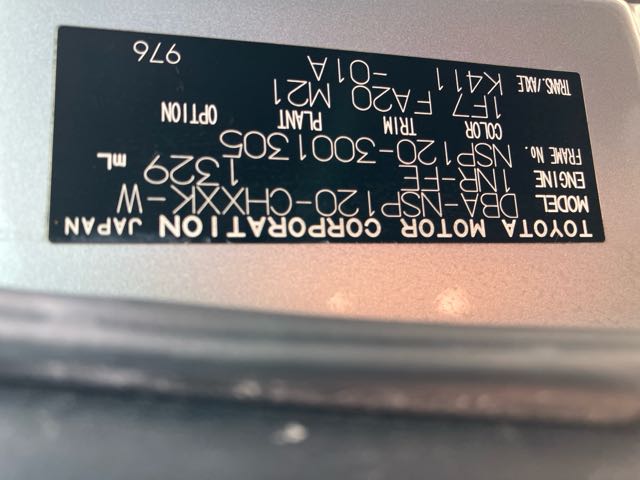 TOYOTA MOTOR CORPORATION JAPAN
MODEL DBA-NSP120-CHXXK-W
ENGINE 1NR-FE 1329 mL
FRAME No. NSP120-3001305
COLOR TRIM PLANT OPTION
1F7 FA20 M21
TRANS./AXLE K411
-01A
976